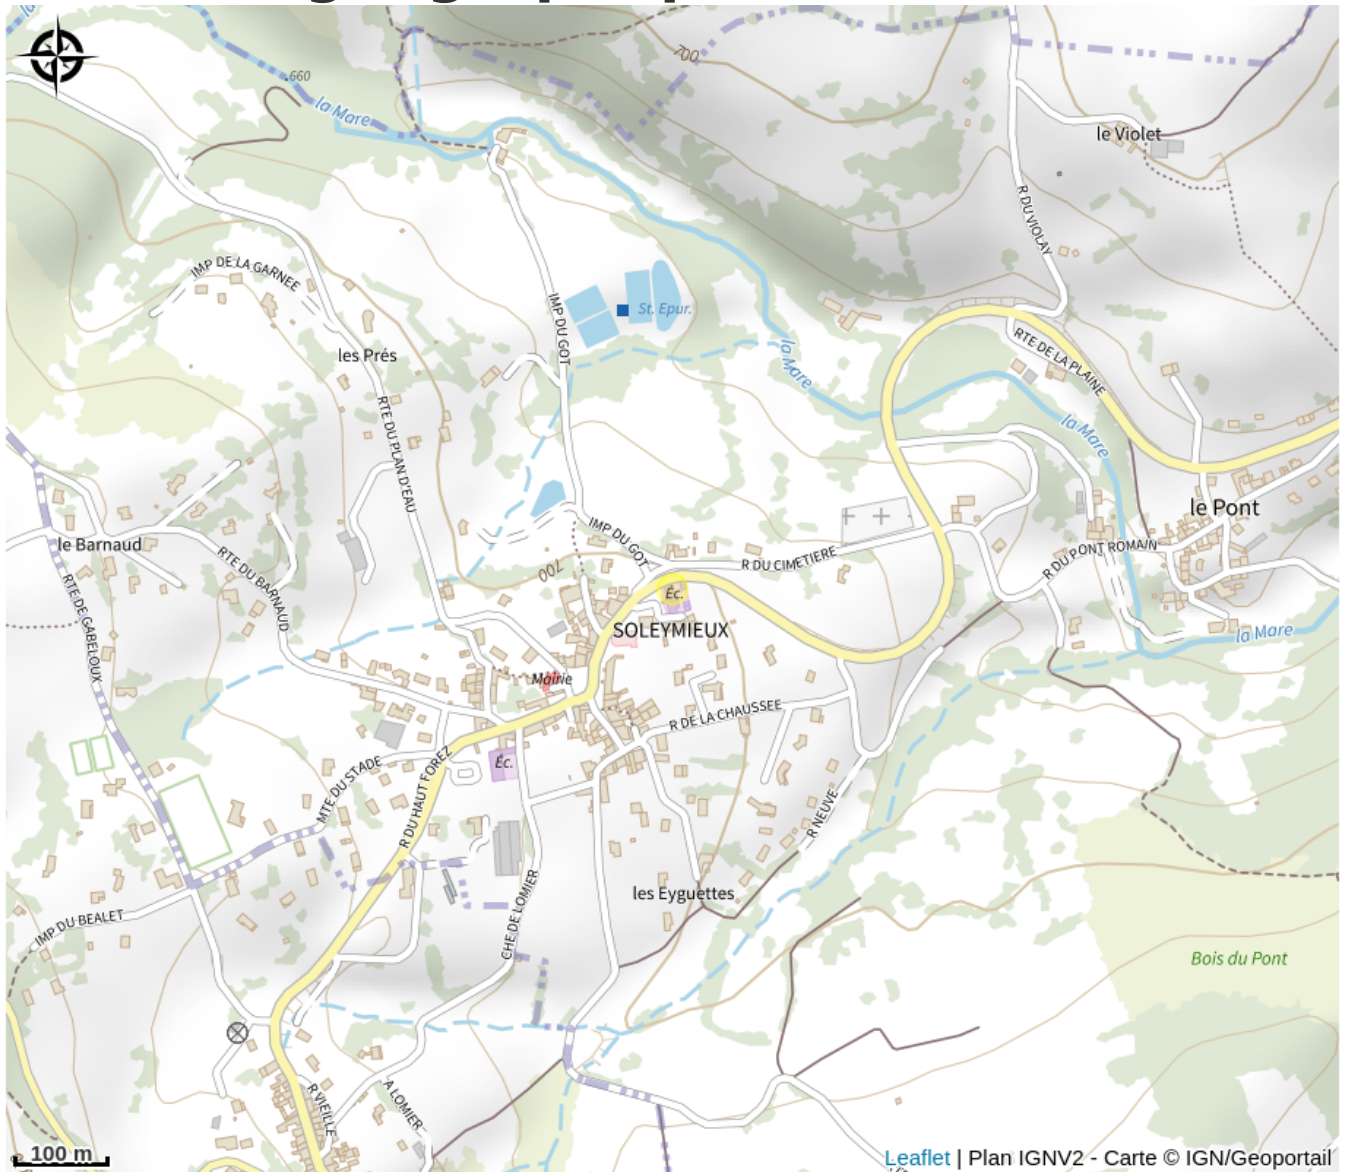 la Mare
.660
700
le Violet
R DU VIOLAY
IMP DE LA GARNEE
IMP DU GOT
St. Epur.
les Prés
la Mare
RTE DE LA PLAINE
RTE DU PLAN D'EAU
la Mare
le Pont
le Barnaud
RTE DU BARNAUD
IMP DU GOT
700
R DU CIMETIERE
R DU PONT ROMAIN
RTE DE GABELOUX
Éc.
SOLEYMIEUX
la Mare
Mairie
R DE LA CHAUSSEE
Éc.
MTE DU STADE
R DU HAUT FOREZ
R NEUVE
les Eyguettes
CHE DE LOMIER
IMP DU BEALET
Bois du Pont
R VIEILLE
A LOMIER
100 m
Leaflet | Plan IGNV2 - Carte © IGN/Geoportail